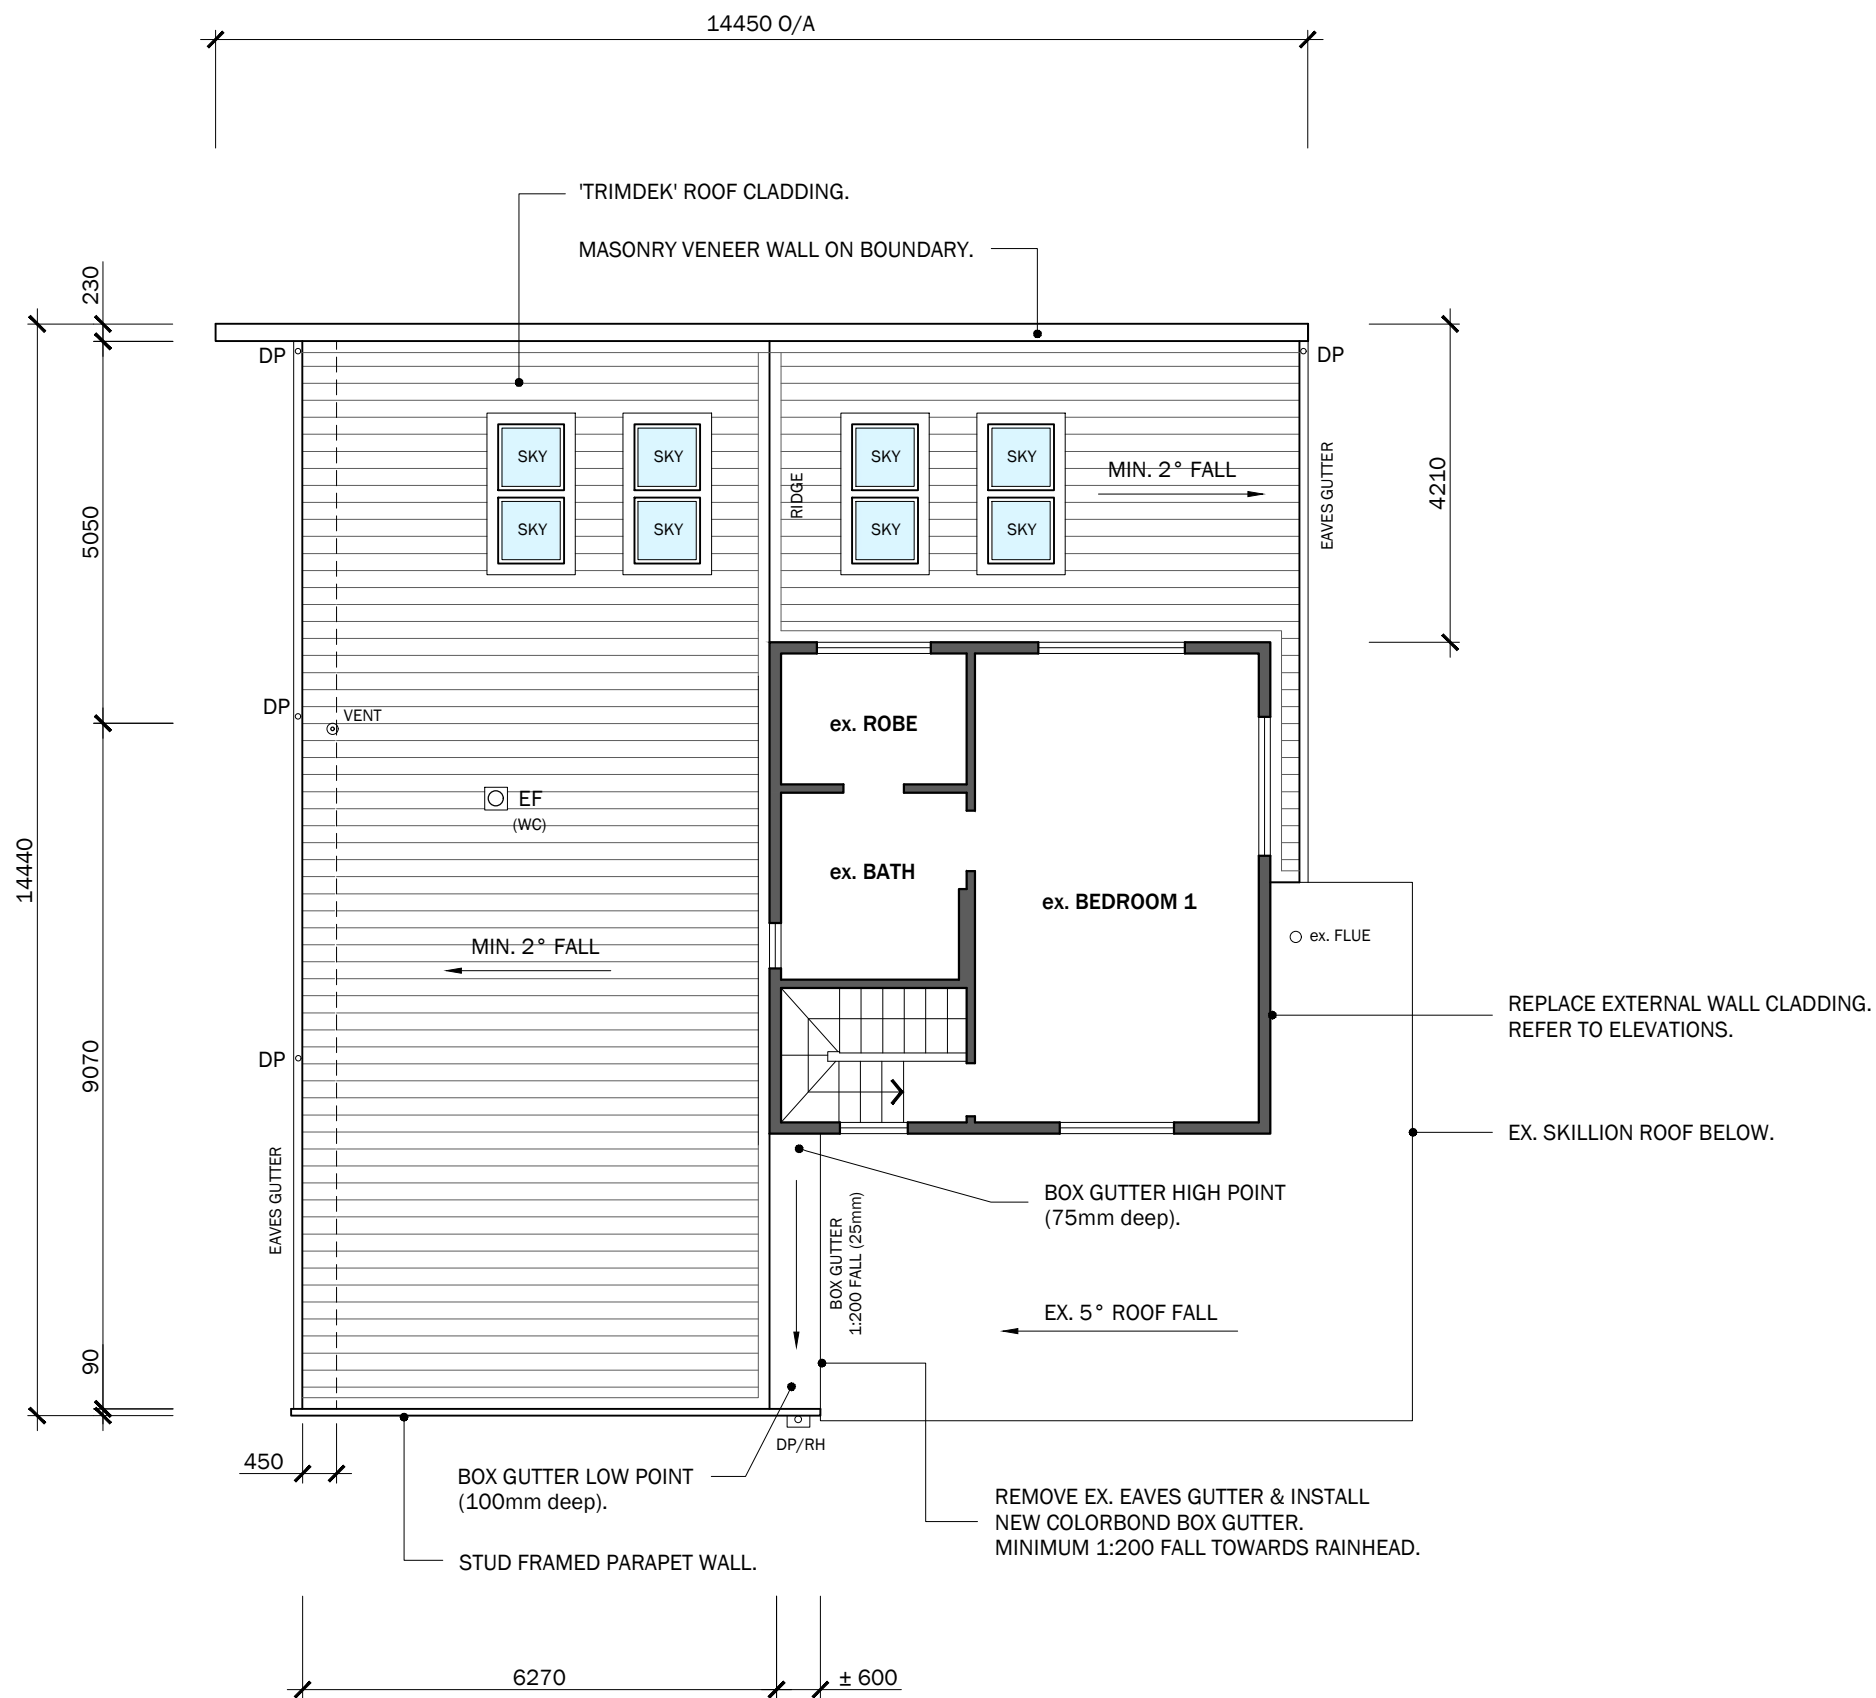 14450 O/A
'TRIMDEK' ROOF CLADDING.
MASONRY VENEER WALL ON BOUNDARY.
230
DP
DP
SKY
SKY
SKY
SKY
MIN. 2° FALL
RIDGE
EAVES GUTTER
4210
5050
SKY
SKY
SKY
SKY
DP
VENT
ex. ROBE
EF
(WC)
14440
ex. BATH
ex. BEDROOM 1
MIN. 2° FALL
ex. FLUE
REPLACE EXTERNAL WALL CLADDING.
REFER TO ELEVATIONS.
DP
9070
EX. SKILLION ROOF BELOW.
EAVES GUTTER
BOX GUTTER HIGH POINT
(75mm deep).
BOX GUTTER
1:200 FALL (25mm)
EX. 5° ROOF FALL
90
DP/RH
450
BOX GUTTER LOW POINT
(100mm deep).
REMOVE EX. EAVES GUTTER & INSTALL
NEW COLORBOND BOX GUTTER.
MINIMUM 1:200 FALL TOWARDS RAINHEAD.
STUD FRAMED PARAPET WALL.
6270
± 600